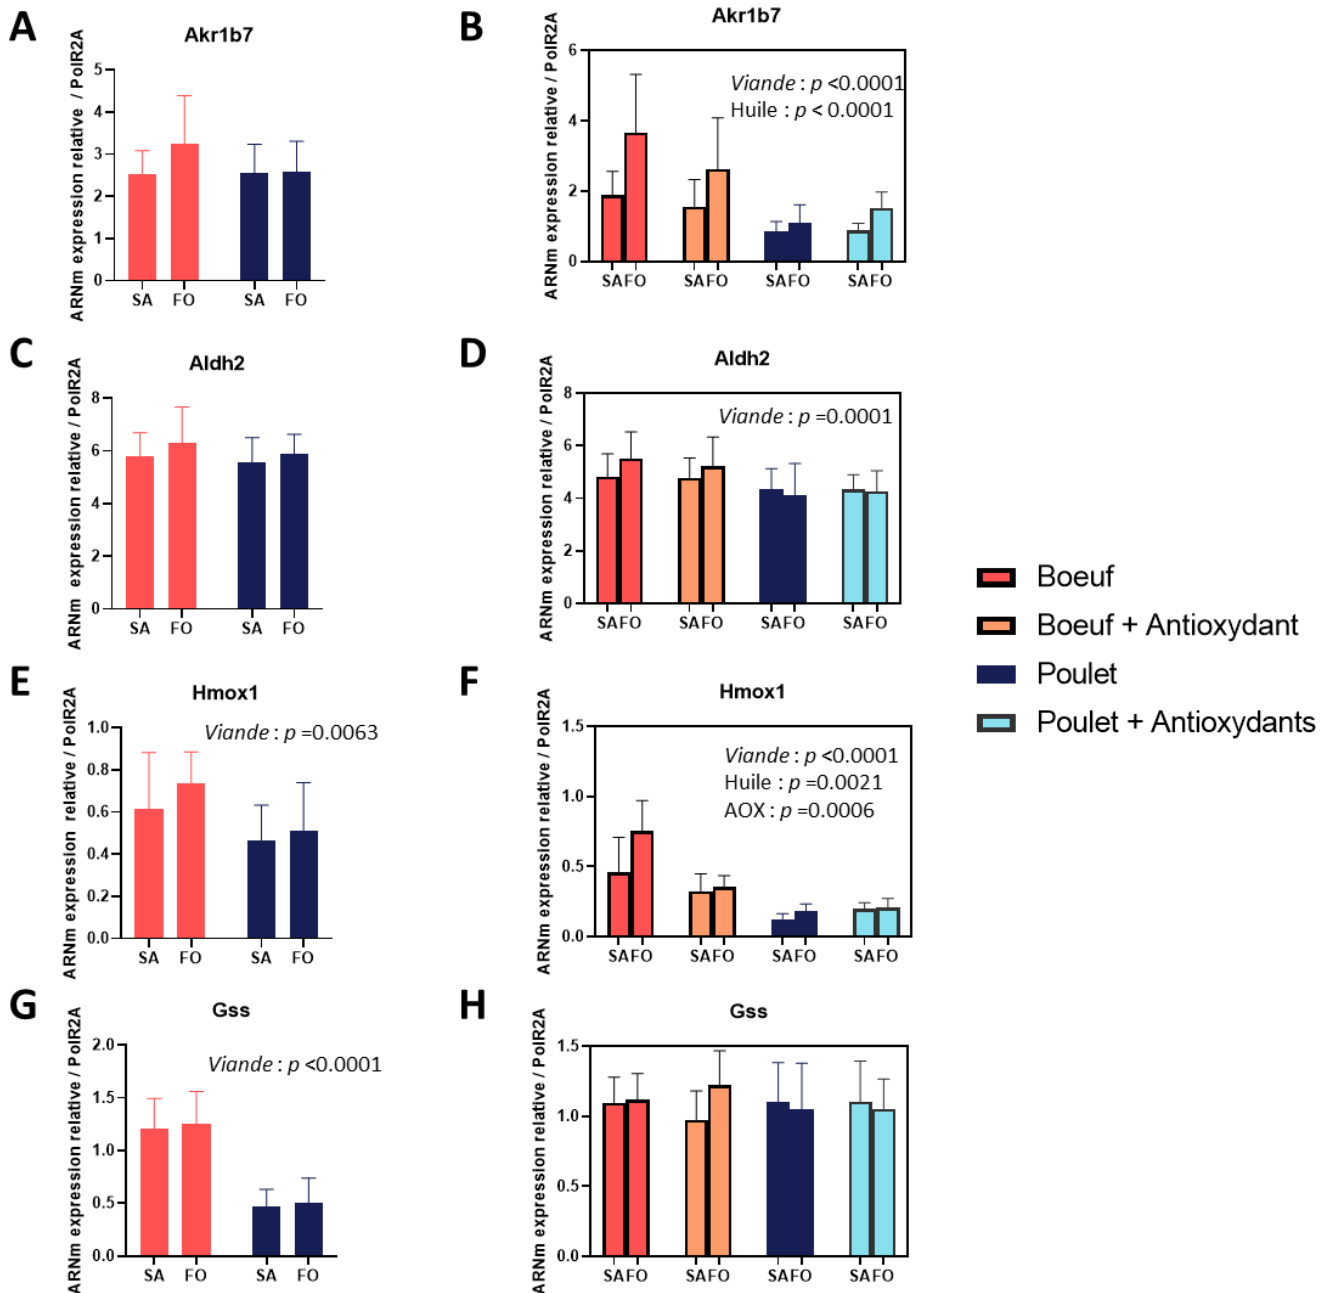 A
Akr1b7
ARNm expression relative / PolR2A
5
4
3
2
1
0
SA FO SA FO
B
Akr1b7
ARNm expression relative / PolR2A
6
4
2
0
Viande : p <0.0001
Huile : p < 0.0001
SAFO SAFO SAFO SAFO
C
Aldh2
ARNm expression relative / PolR2A
8
6
4
2
0
SA FO SA FO
D
Aldh2
ARNm expression relative / PolR2A
8
6
4
2
0
Viande : p =0.0001
SAFO SAFO SAFO SAFO
Boeuf
Boeuf + Antioxydant
Poulet
Poulet + Antioxydants
E
Hmox1
ARNm expression relative / PolR2A
1.0
0.8
0.6
0.4
0.2
0.0
Viande : p =0.0063
SA FO SA FO
F
Hmox1
ARNm expression relative / PolR2A
1.5
1.0
0.5
0.0
Viande : p <0.0001
Huile : p =0.0021
AOX : p =0.0006
SAFO SAFO SAFO SAFO
G
Gss
ARNm expression relative / PolR2A
2.0
1.5
1.0
0.5
0.0
Viande : p <0.0001
SA FO SA FO
H
Gss
ARNm expression relative / PolR2A
1.5
1.0
0.5
0.0
SAFO SAFO SAFO SAFO